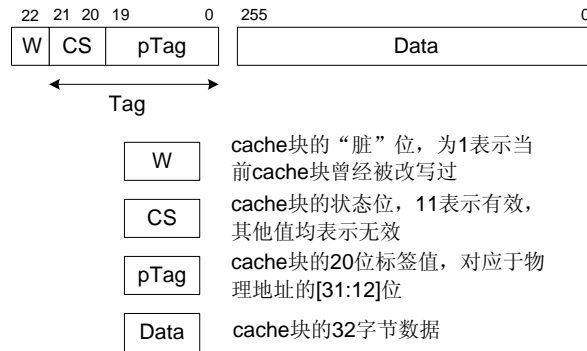 22 21 20 19 0 255 0
W CS pTag Data
Tag
W cache块的“脏”位，为1表示当
前cache块曾经被改写过
CS cache块的状态位，11表示有效，
其他值均表示无效
pTag cache块的20位标签值，对应于物
理地址的[31:12]位
Data cache块的32字节数据